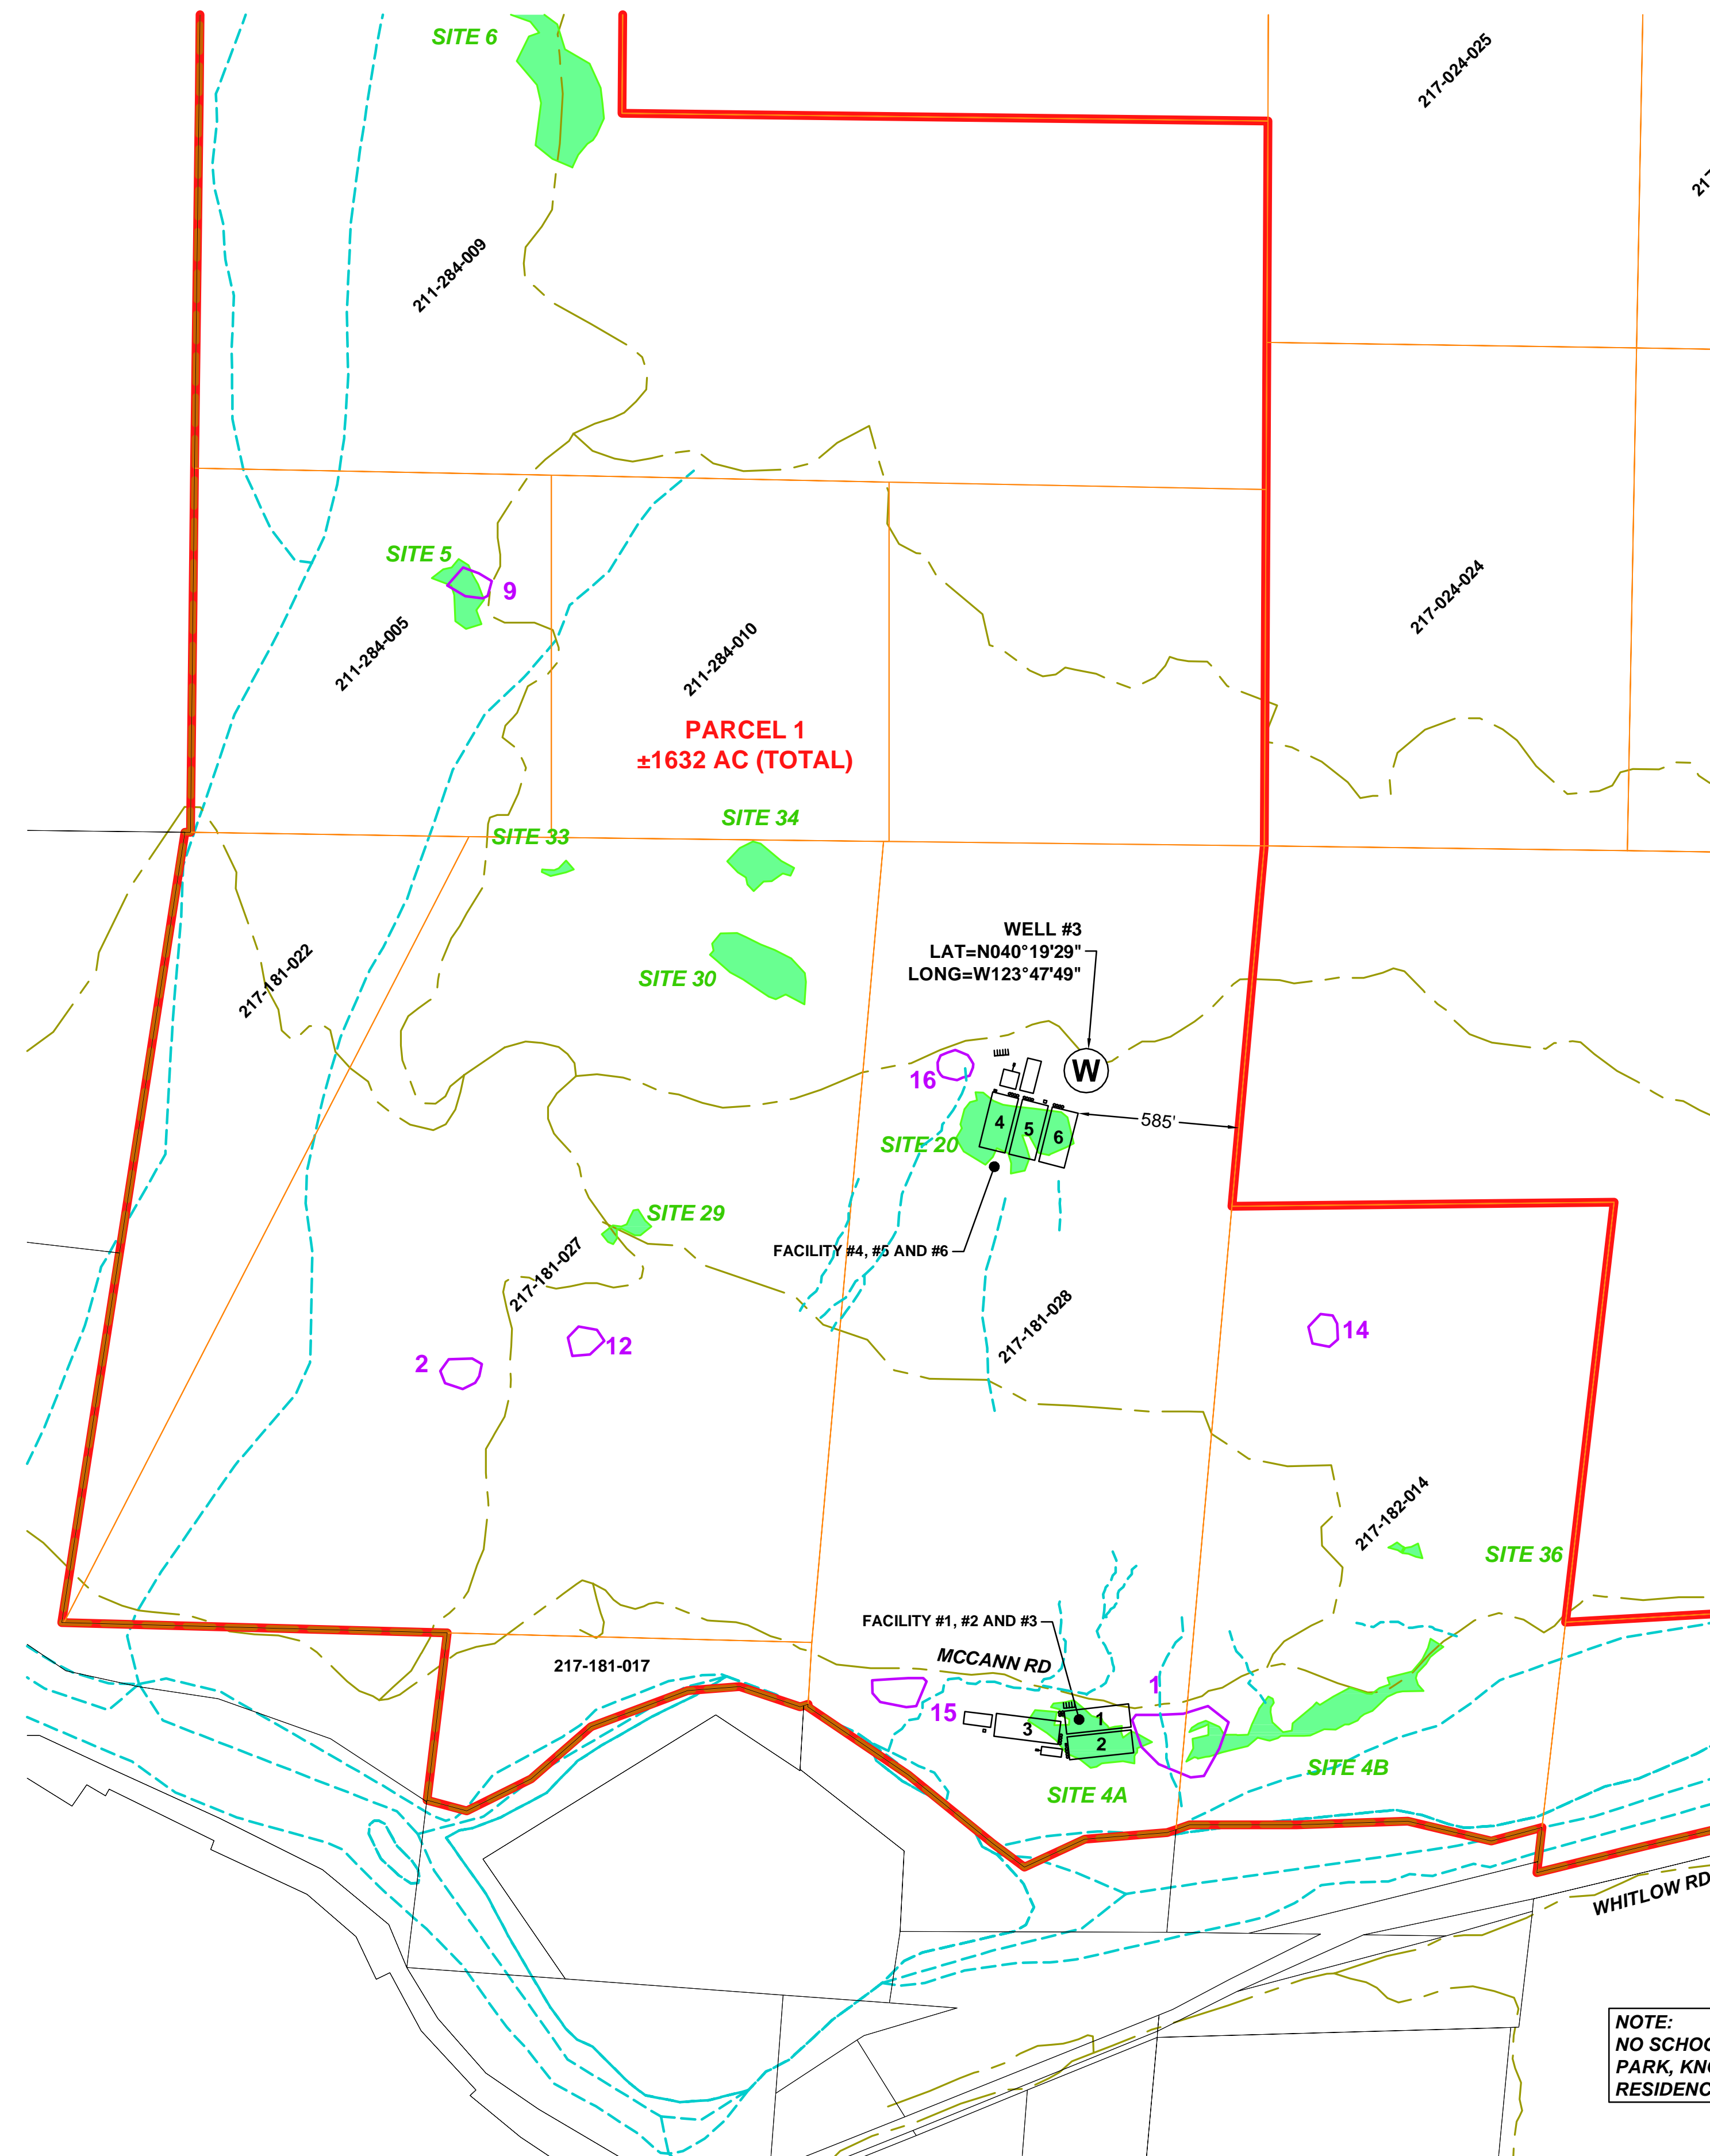 SITE 6
217-024-025
211-284-009
SITE 5
9
217-024-024
211-284-005
211-284-010
PARCEL 1
±1632 AC (TOTAL)
SITE 34
SITE 33
WELL #3
LAT=N040°19'29"
LONG=W123°47'49"
217-181-022
SITE 30
W
16
4
5
6
585'
SITE 20
SITE 29
FACILITY #4, #5 AND #6
217-181-027
217-181-028
14
12
2
217-182-014
SITE 36
FACILITY #1, #2 AND #3
MCCANN RD
217-181-017
1
15
3
1
2
SITE 4B
SITE 4A
WHITLOW RD
NOTE:
NO
PARK,